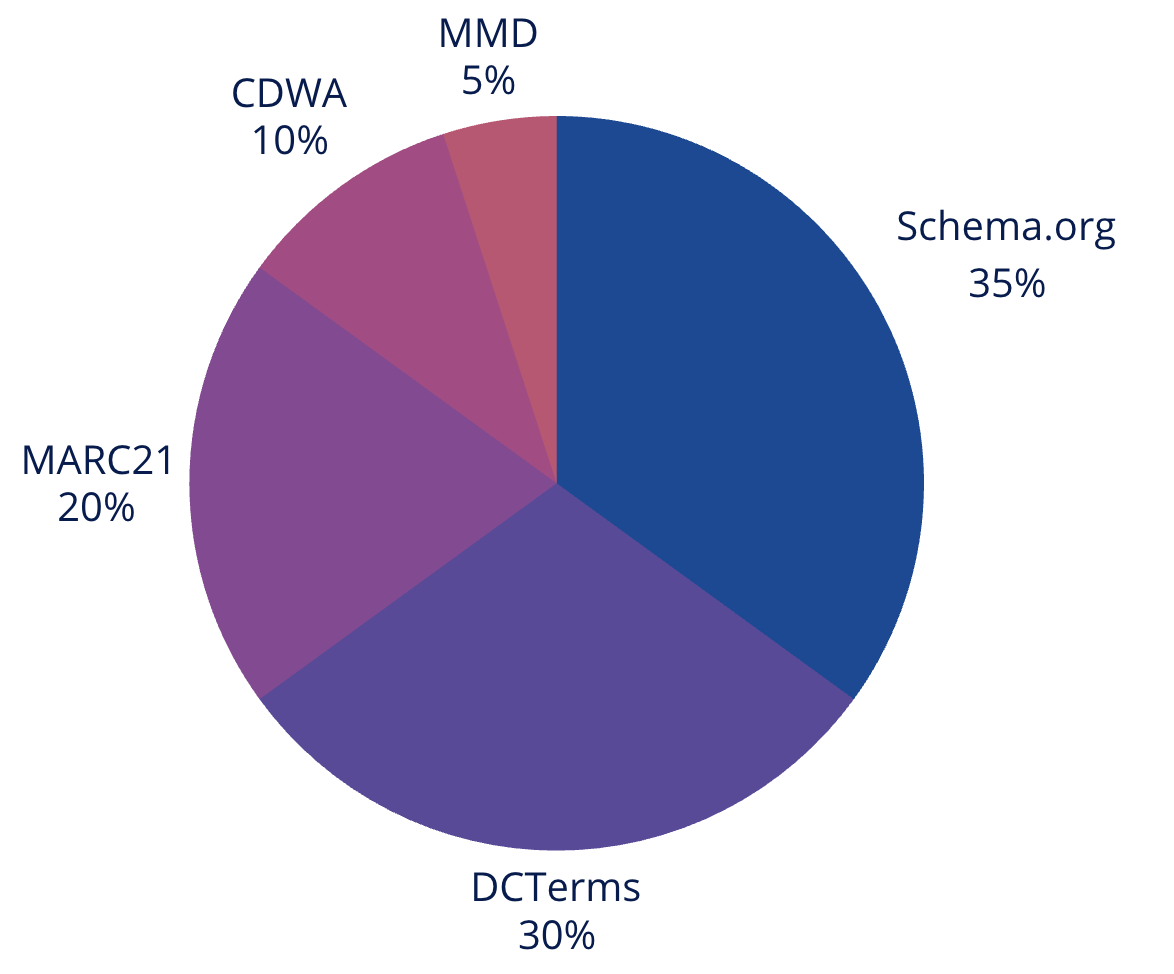 MMD
5%
CDWA
10%
Schema.org
35%
MARC21
20%
DCTerms
30%